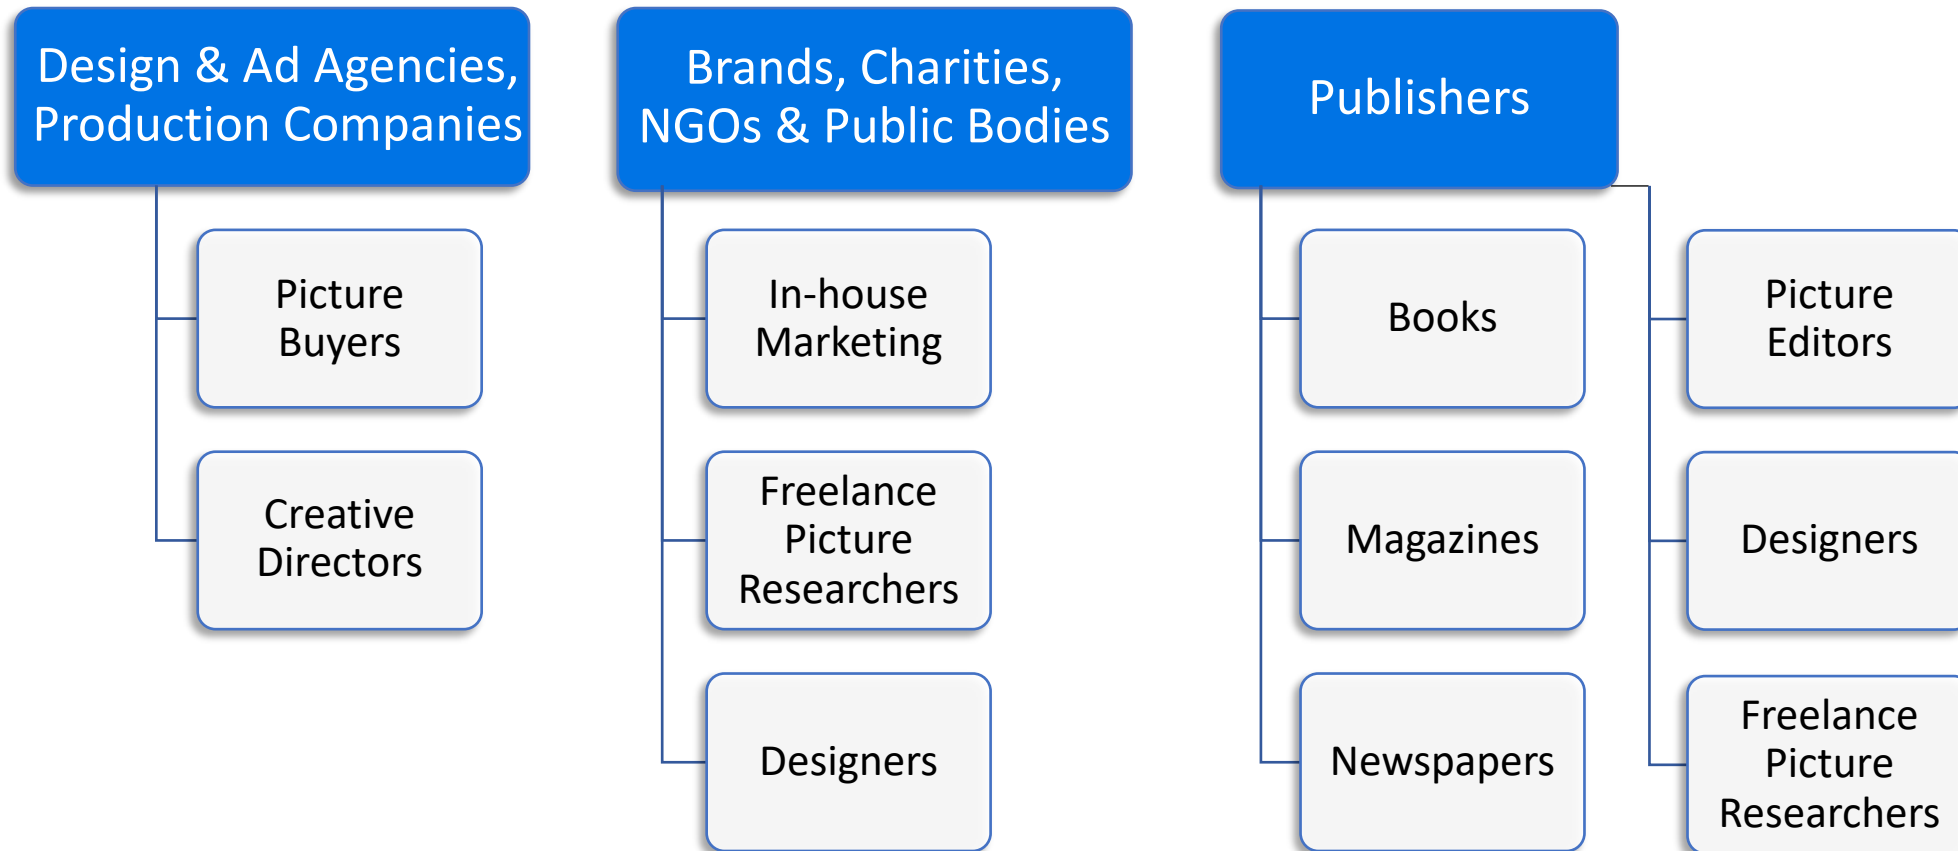 Design & Ad Agencies,
Production Companies
Picture
Buyers
Creative
Directors
Brands, Charities,
NGOs & Public Bodies
In-house
Marketing
Freelance
Picture
Researchers
Designers
Publishers
Books
Magazines
Newspapers
Picture
Editors
Designers
Freelance
Picture
Researchers